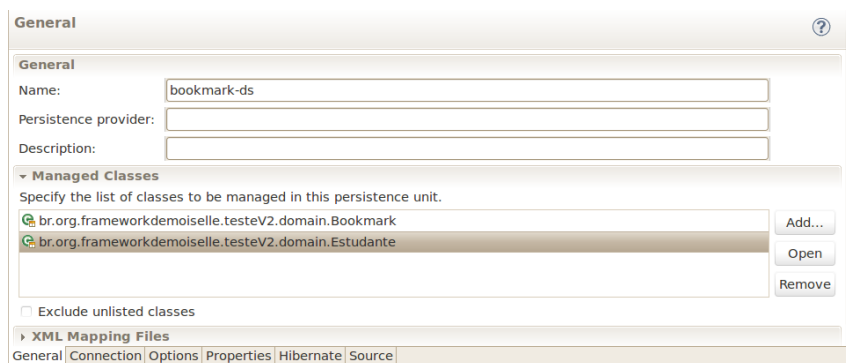 General
General
Name: bookmark-ds
Persistence provider:
Description:
Managed Classes
Specify the list of classes to be managed in this persistence unit.
br.org.frameworkdemoiselle.testeV2.domain.Bookmark
Add...
br.org.frameworkdemoiselle.testeV2.domain.Estudante
Open
Remove
Exclude unlisted classes
XML Mapping Files
General Connection Options Properties Hibernate Source